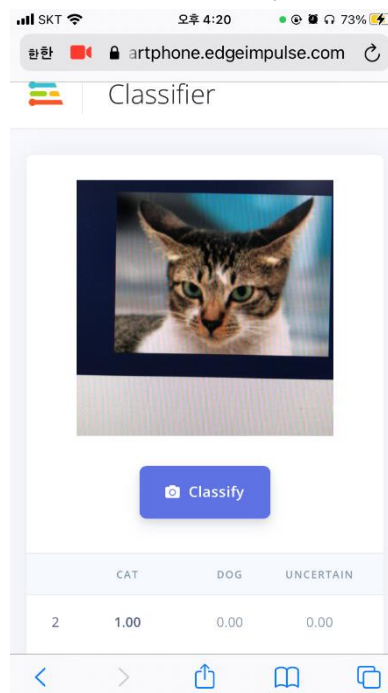 SKT 오후 4:20 73%
한한 artphone.edgeimpulse.com
Classifier
Classify
CAT DOG UNCERTAIN
2 1.00 0.00 0.00